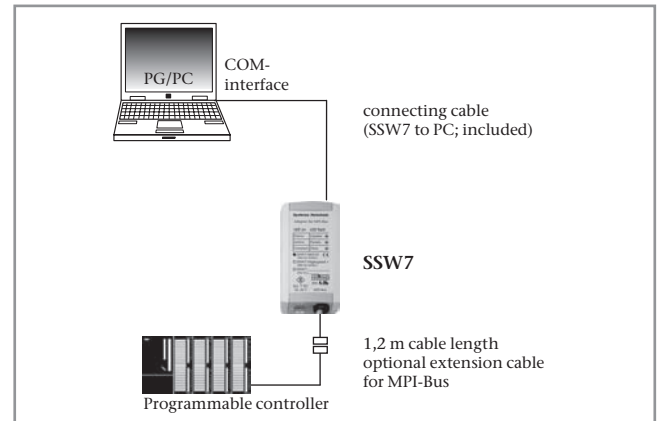 PG/PC
COM-
interface
connecting cable
(SSW7 to PC; included)
SSW7
1,2 m cable length
optional extension cable
for MPI-Bus
Programmable controller